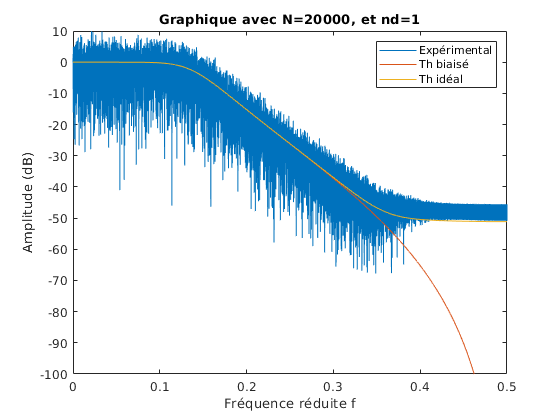 Graphique avec N=20000, et nd=1
Expérimental
Th biaisé
Th idéal
Amplitude (dB)
10
0
-10
-20
-30
-40
-50
-60
-70
-80
-90
-100
0 0.1 0.2 0.3 0.4 0.5
Fréquence réduite f